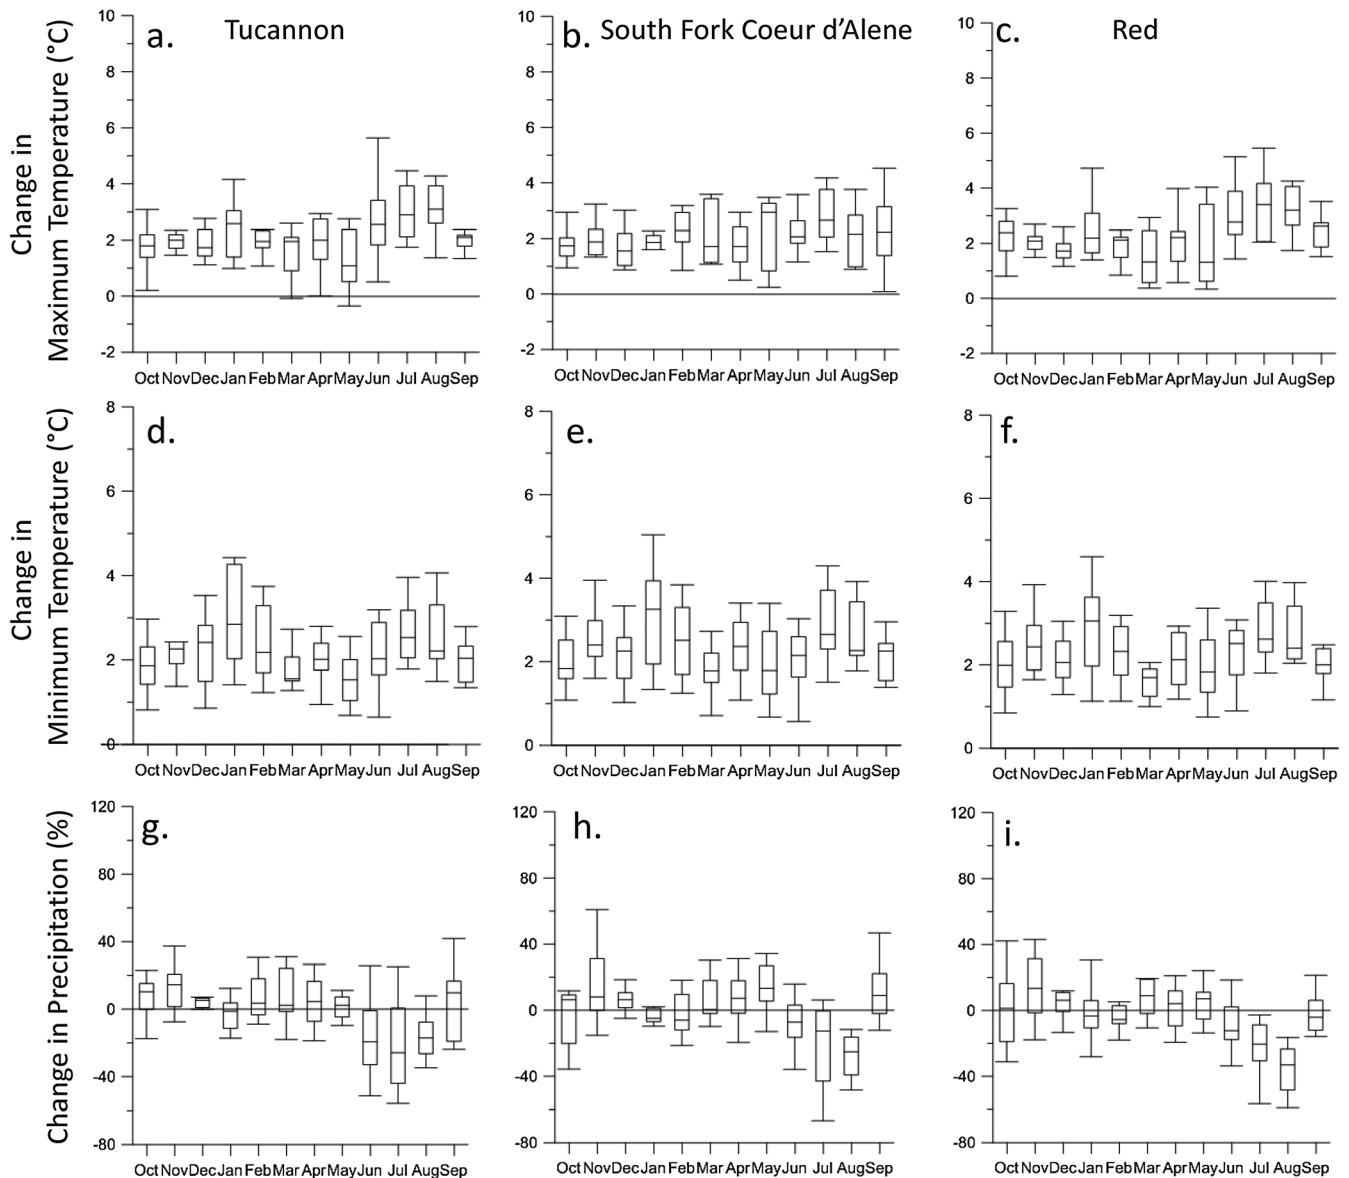 a. Tucannon
b. South Fork Coeur d'Alene
c. Red
Change in
Maximum Temperature (°C)
10
8
6
4
2
0
-2
Oct Nov Dec Jan Feb Mar Apr May Jun Jul Aug Sep
10
8
6
4
2
0
-2
Oct Nov Dec Jan Feb Mar Apr May Jun Jul Aug Sep
10
8
6
4
2
0
-2
Oct Nov Dec Jan Feb Mar Apr May Jun Jul Aug Sep
Change in
Minimum Temperature (°C)
d.
8
6
4
2
0
Oct Nov Dec Jan Feb Mar Apr May Jun Jul Aug Sep
e.
8
6
4
2
0
Oct Nov Dec Jan Feb Mar Apr May Jun Jul Aug Sep
f.
8
6
4
2
0
Oct Nov Dec Jan Feb Mar Apr May Jun Jul Aug Sep
Change in Precipitation (%)
g.
120
80
40
0
-40
-80
Oct Nov Dec Jan Feb Mar Apr May Jun Jul Aug Sep
h.
120
80
40
0
-40
-80
Oct Nov Dec Jan Feb Mar Apr May Jun Jul Aug Sep
i.
120
80
40
0
-40
-80
Oct Nov Dec Jan Feb Mar Apr May Jun Jul Aug Sep